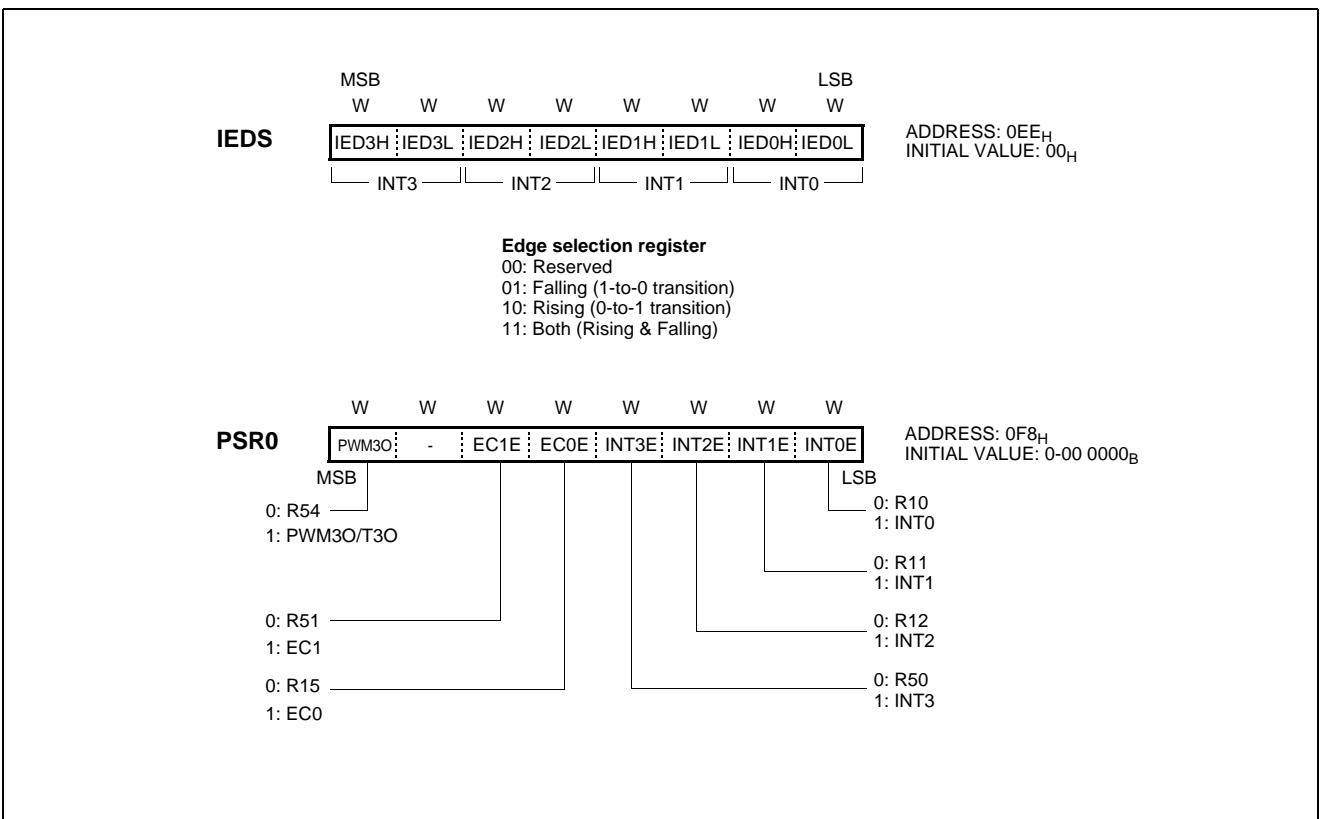 MSB LSB
W W W W W W W W
IEDS IED3H IED3L IED2H IED2L IED1H IED1L IED0H IED0L ADDRESS: 0EEH
INITIAL VALUE: 00H
INT3 INT2 INT1 INT0
Edge selection register
00: Reserved
01: Falling (1-to-0 transition)
10: Rising (0-to-1 transition)
11: Both (Rising & Falling)
W W W W W W W W
PSR0 PWM3O - EC1E EC0E INT3E INT2E INT1E INT0E ADDRESS: 0F8H
INITIAL VALUE: 0-00 0000B
MSB LSB
0: R54
1: PWM3O/T3O
0: R51
1: EC1
0: R15
1: EC0
0: R10
1: INT0
0: R11
1: INT1
0: R12
1: INT2
0: R50
1: INT3